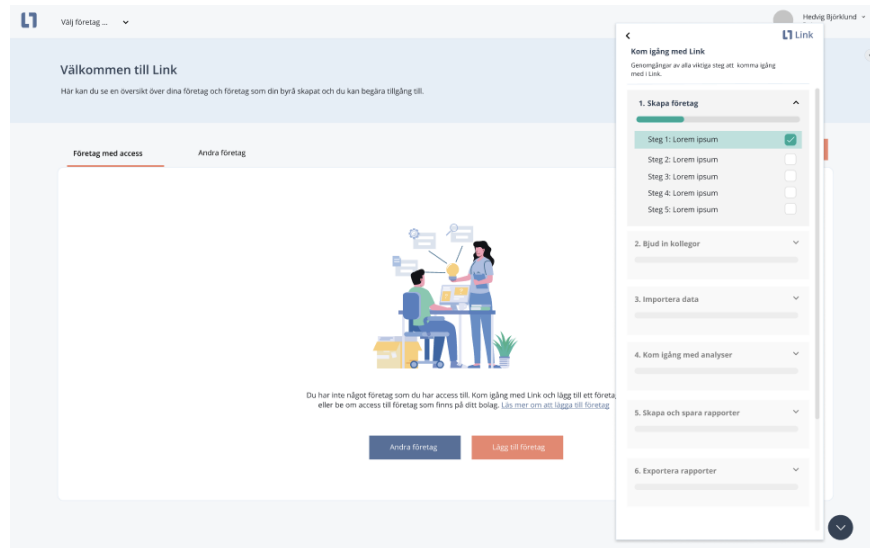 Välj företag ...
Hedvig Björklund
Link
Kom igång med Link
Genomgångar av alla viktiga steg att komma igång
med i Link.
Välkommen till Link
Här kan du se en översikt över dina företag och företag som din byrå skapat och du kan begära tillgång till.
1. Skapa företag
Steg 1: Lorem ipsum
Steg 2: Lorem ipsum
Steg 3: Lorem ipsum
Steg 4: Lorem ipsum
Steg 5: Lorem ipsum
Företag med access
Andra företag
2. Bjud in kollegor
3. Importera data
4. Kom igång med analyser
5. Skapa och spara rapporter
6. Exportera rapporter
Du har inte något företag som du har access till. Kom igång med Link och lägg till ett företa
eller be om access till företag som finns på ditt bolag. Läs mer om att lägga till företag
Andra företag
Lägg till företag